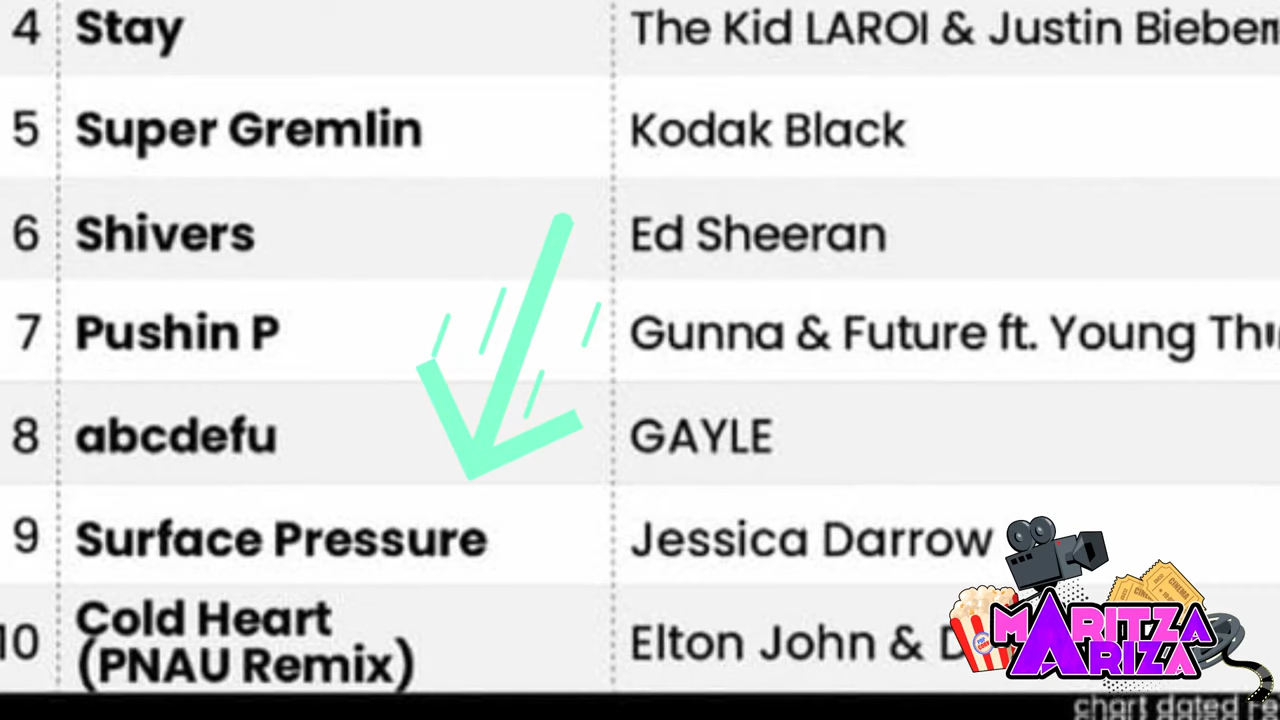 4 Stay The Kid LAROI & Justin Bieber
5 Super Gremlin Kodak Black
6 Shivers Ed Sheeran
7 Pushin P Gunna & Future ft. Young
8 abcdefu GAYLE
9 Surface Pressure Jessica Darrow
10 Cold Heart
(PNAU Remix) Elton John &
MARITZA
ARIZA
CINEMA
chart dated